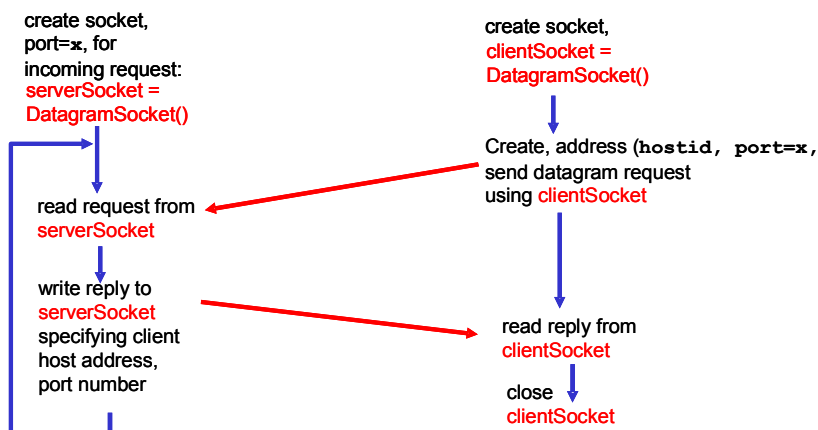 create socket,
port=x, for
incoming request:
serverSocket =
DatagramSocket()
read request from
serverSocket
write reply to
serverSocket
specifying client
host address,
port number
create socket,
clientSocket =
DatagramSocket()
Create, address (hostid, port=x,
send datagram request
using clientSocket
read reply from
clientSocket
close
clientSocket